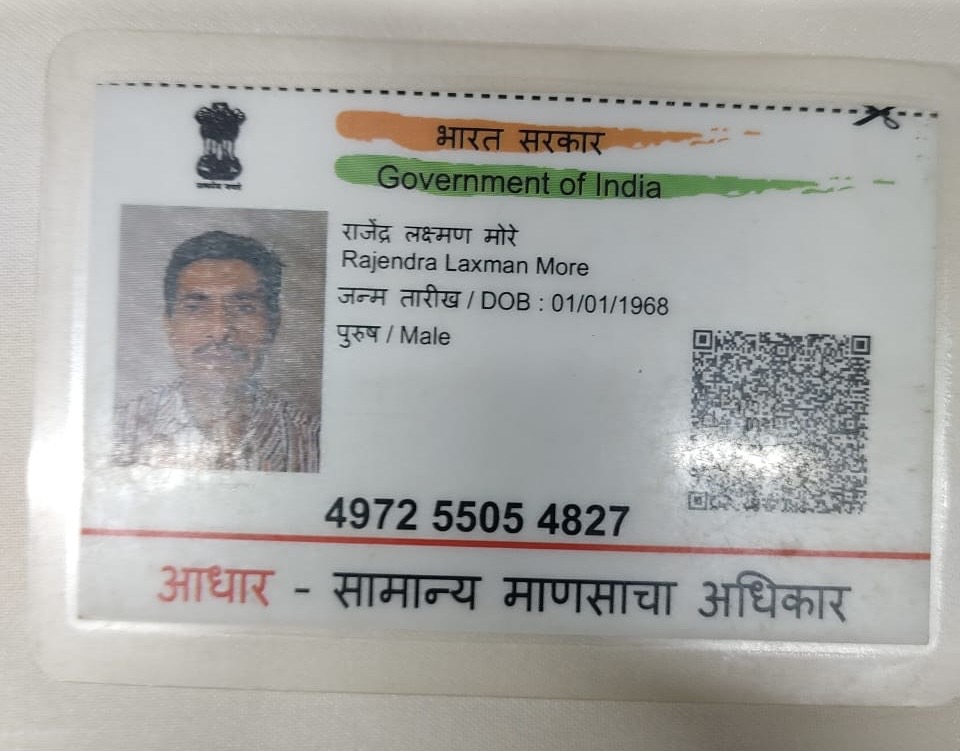 भारत सरकार
Government of India
राजेंद्र लक्ष्मण मोरे
Rajendra Laxman More
जन्म तारीख / DOB : 01/01/1968
पुरुष / Male
4972 5505 4827
आधार - सामान्य माणसाचा अधिकार